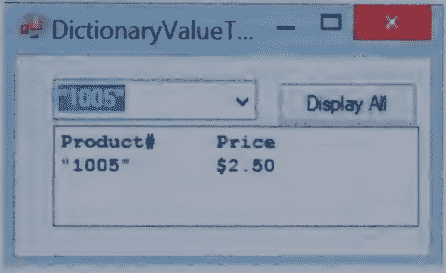 DictionaryValueT...
"1005"
Display All
Product# Price
"1005" $2.50